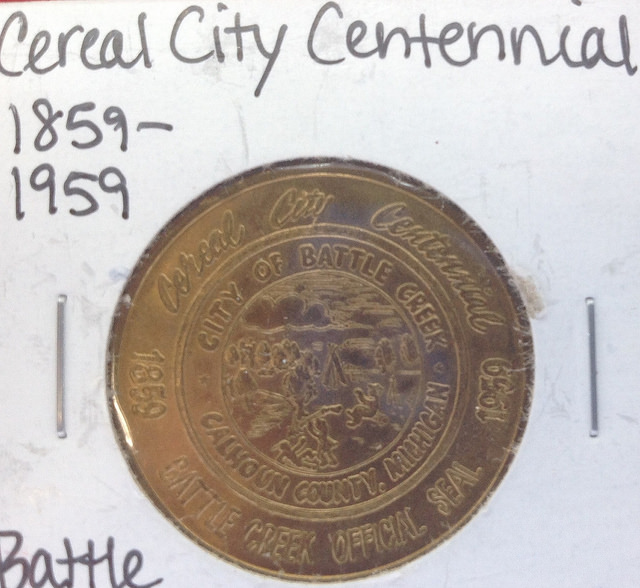 Cereal City Centennial
1859-
1959
Cereal City Centennial
CITY OF BATTLE CREEK
1859
1959
CALHOUN COUNTY, MICHIGAN
BATTLE CREEK OFFICIAL SEAL
Battle